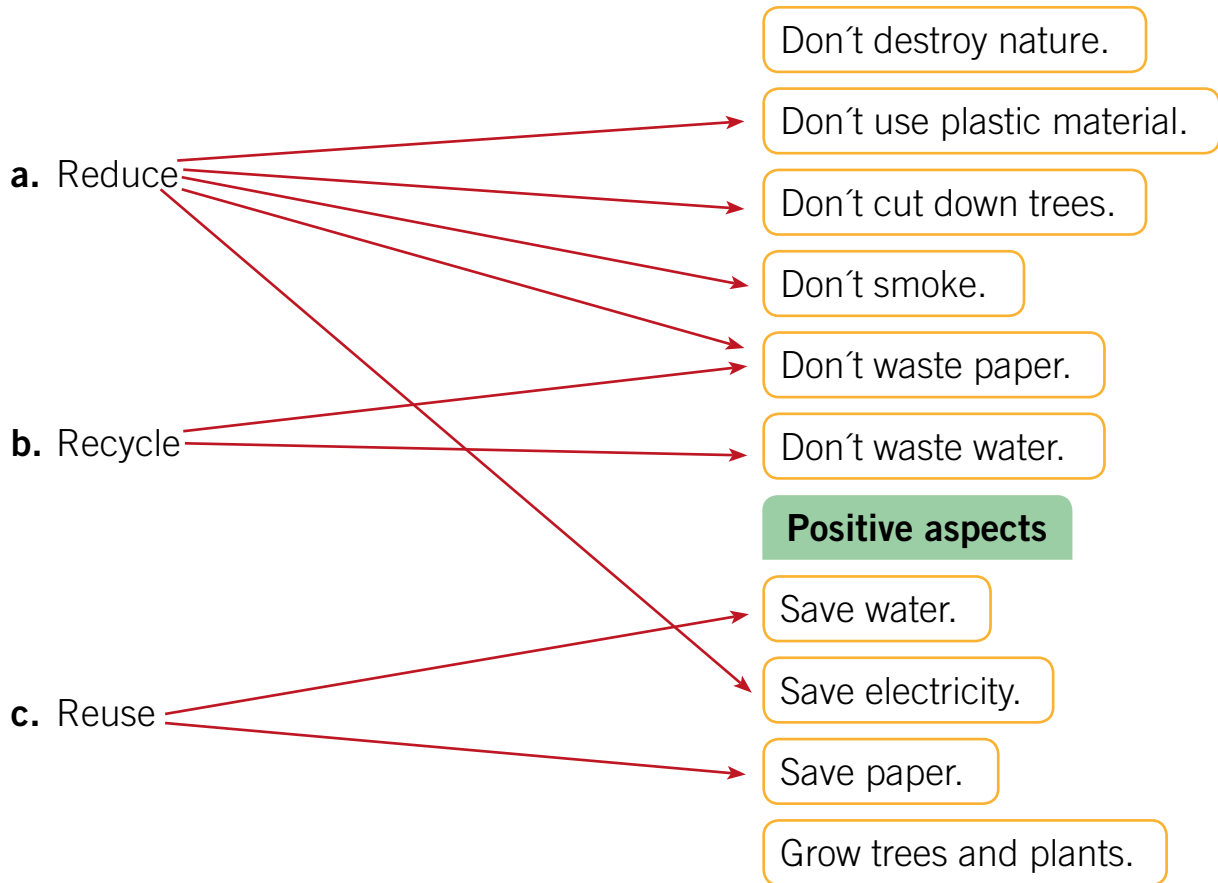 Don´t destroy nature.
Don´t use plastic material.
a. Reduce
Don´t cut down trees.
Don´t smoke.
Don´t waste paper.
b. Recycle
Don´t waste water.
Positive aspects
Save water.
c. Reuse
Save electricity.
Save paper.
Grow trees and plants.